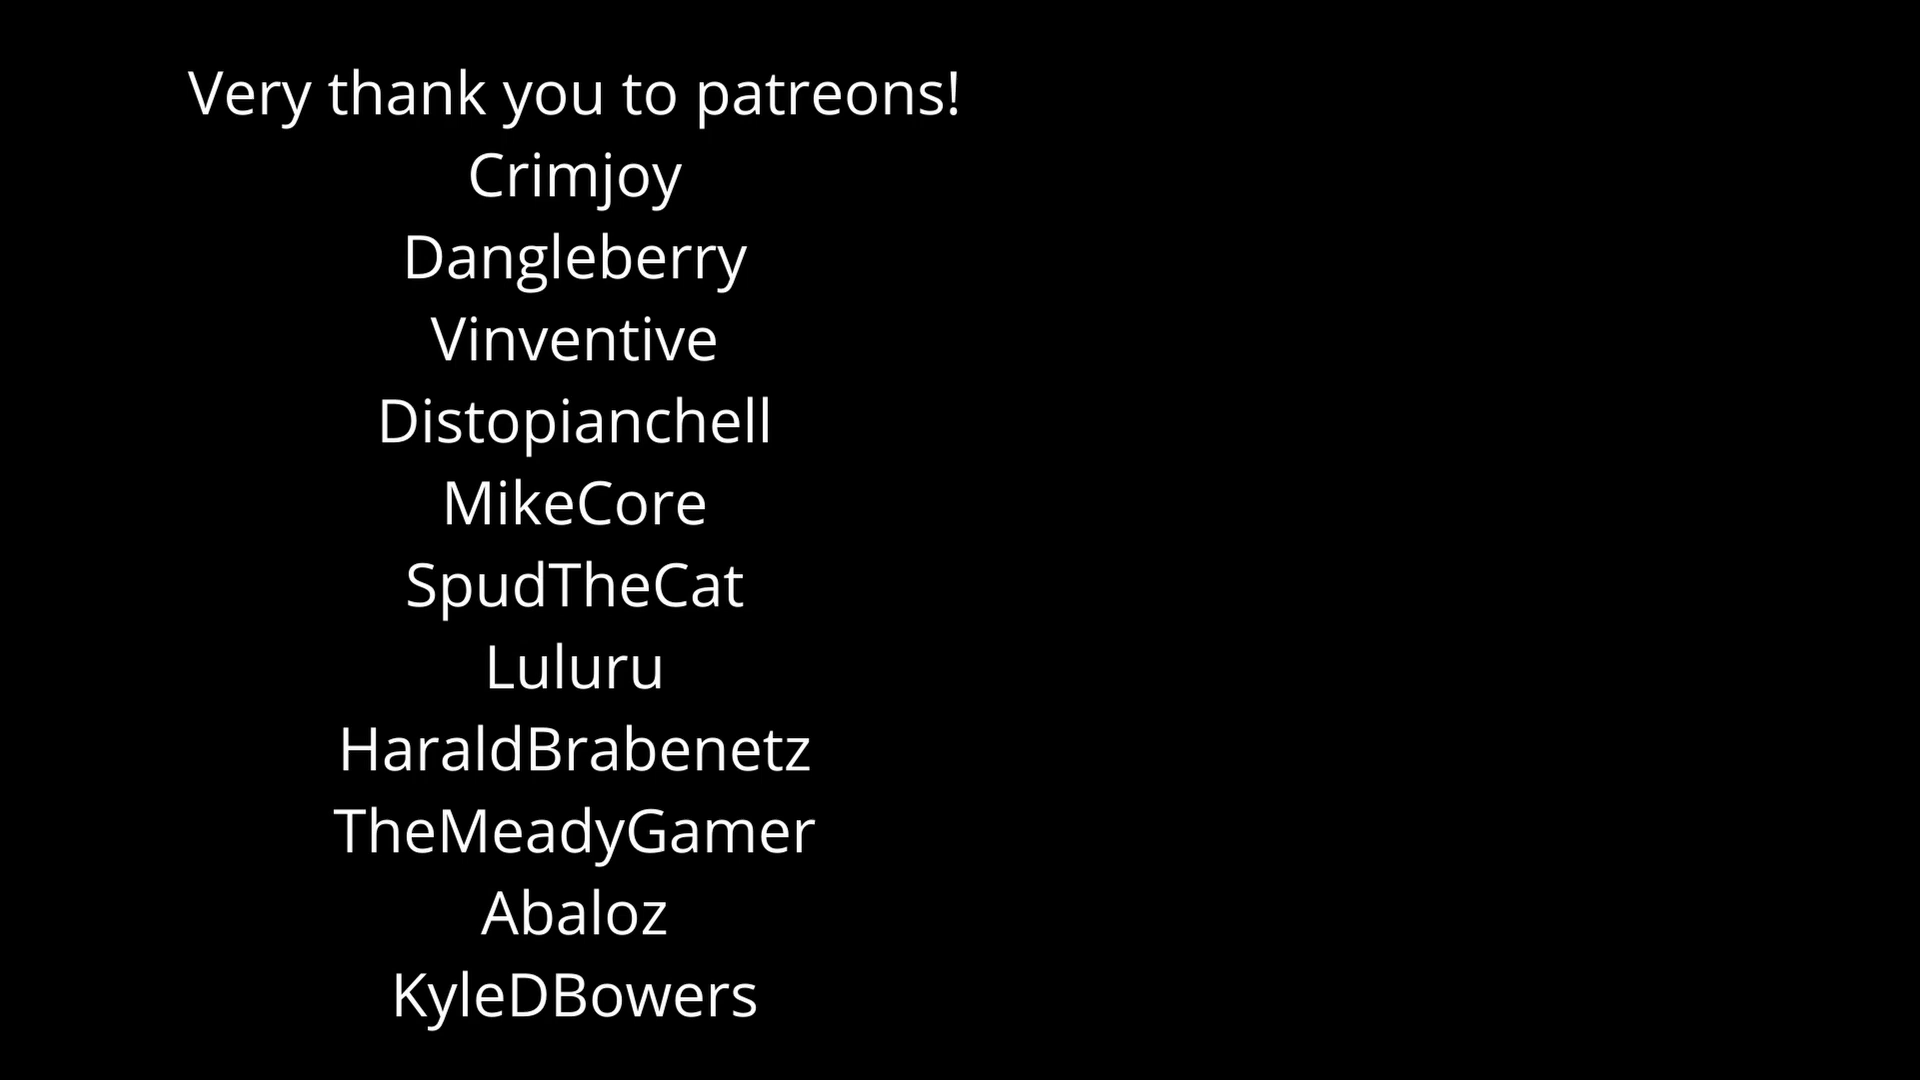 Very thank you to patreons!
Crimjoy
Dangleberry
Vinventive
Distopianchell
MikeCore
SpudTheCat
Luluru
HaraldBrabenetz
TheMeadyGamer
Abaloz
KyleDBowers